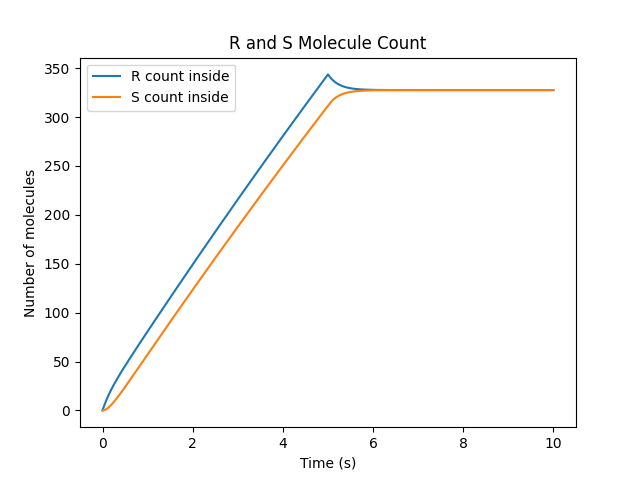 R and S Molecule Count
R count inside
S count inside
Number of molecules
350
300
250
200
150
100
50
0
0 2 4 6 8 10
Time (s)